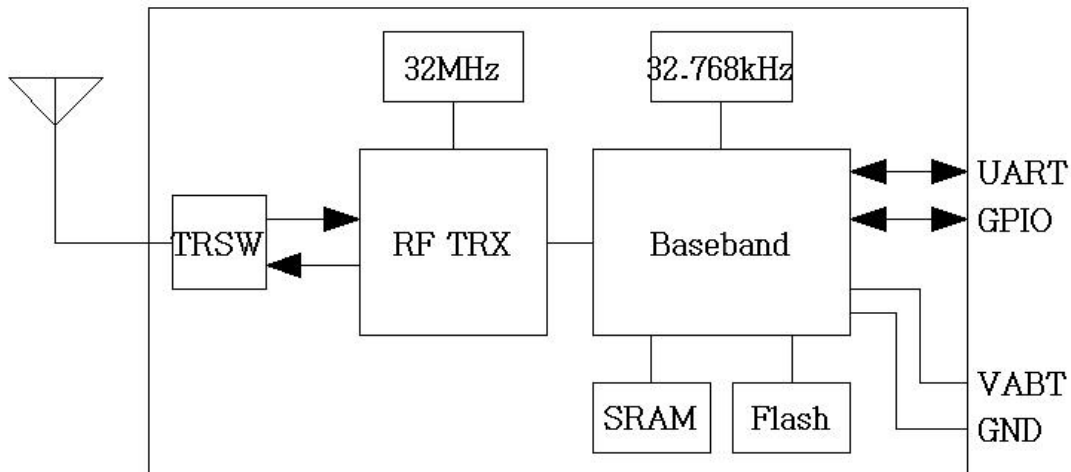 32MHz
32.768kHz
UART
GPIO
TRSW
RF TRX
Baseband
VABT
SRAM
Flash
GND